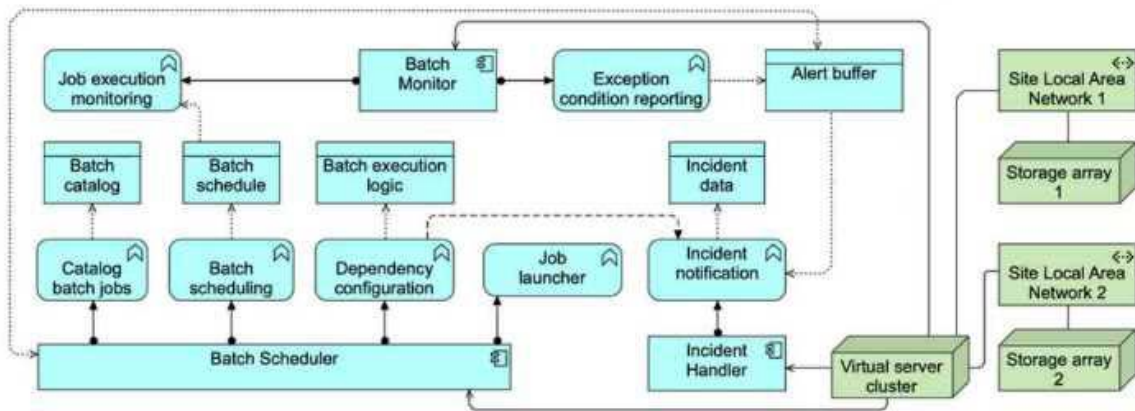 Job execution
monitoring
Batch
Monitor
Exception
condition reporting
Alert buffer
Site Local Area
Network 1
Storage array
1
Batch
catalog
Batch
schedule
Batch execution
logic
Incident
data
Catalog
batch jobs
Batch
scheduling
Dependency
configuration
Job
launcher
Incident
notification
Site Local Area
Network 2
Storage array
2
Batch Scheduler
Incident
Handler
Virtual server
cluster